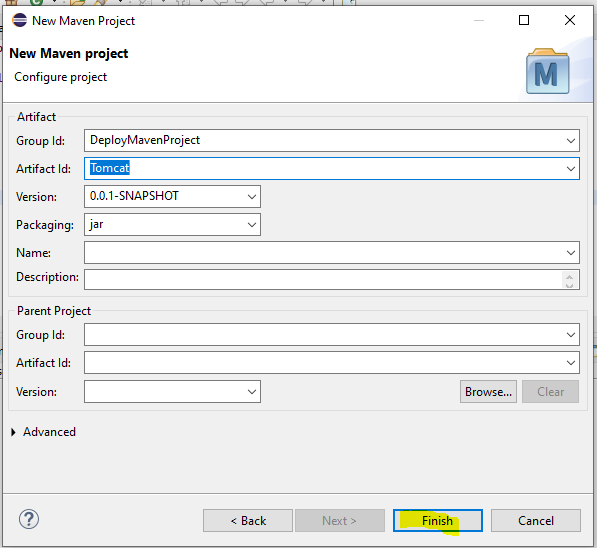 New Maven Project
New Maven project
Configure project
M
Artifact
Group Id: DeployMavenProject
Artifact Id: Tomcat
Version: 0.0.1-SNAPSHOT
Packaging: jar
Name:
Description:
Parent Project
Group Id:
Artifact Id:
Version: Browse... Clear
Advanced
? < Back Next > Finish Cancel